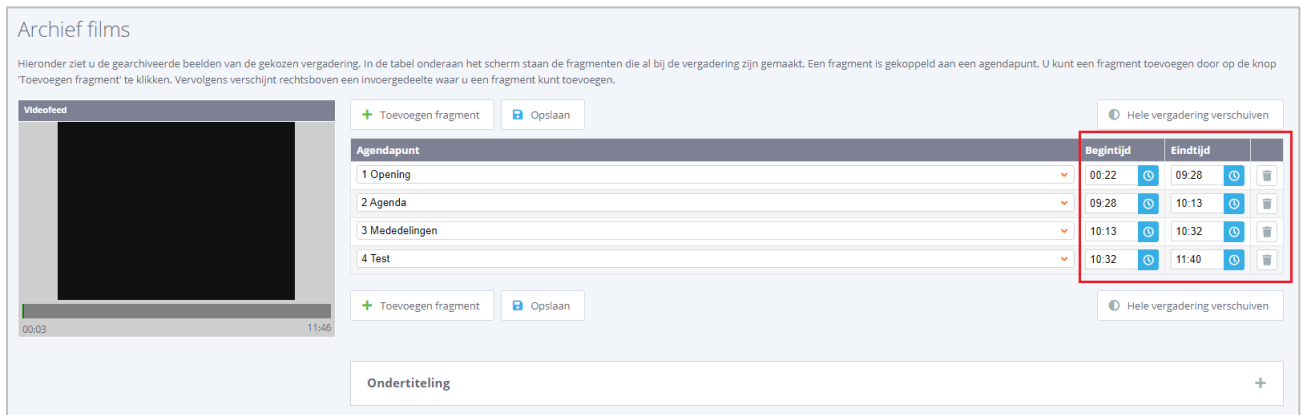 Archief films
Hieronder ziet u de gearchiveerde beelden van de gekozen vergadering. In de tabel onderaan het scherm staan de fragmenten die al bij de vergadering zijn gemaakt. Een fragment is gekoppeld aan een agendapunt. U kunt een fragment toevoegen door op de knop
'Toevoegen fragment' te klikken. Vervolgens verschijnt rechtsboven een invoergedeelte waar u een fragment kunt toevoegen.
Videofeed
00:03 11:46
+ Toevoegen fragment Opslaan Hele vergadering verschuiven
Agendapunt Begintijd Eindtijd
1 Opening 00:22 09:28
2 Agenda 09:28 10:13
3 Mededelingen 10:13 10:32
4 Test 10:32 11:40
+ Toevoegen fragment Opslaan Hele vergadering verschuiven
Ondertiteling +